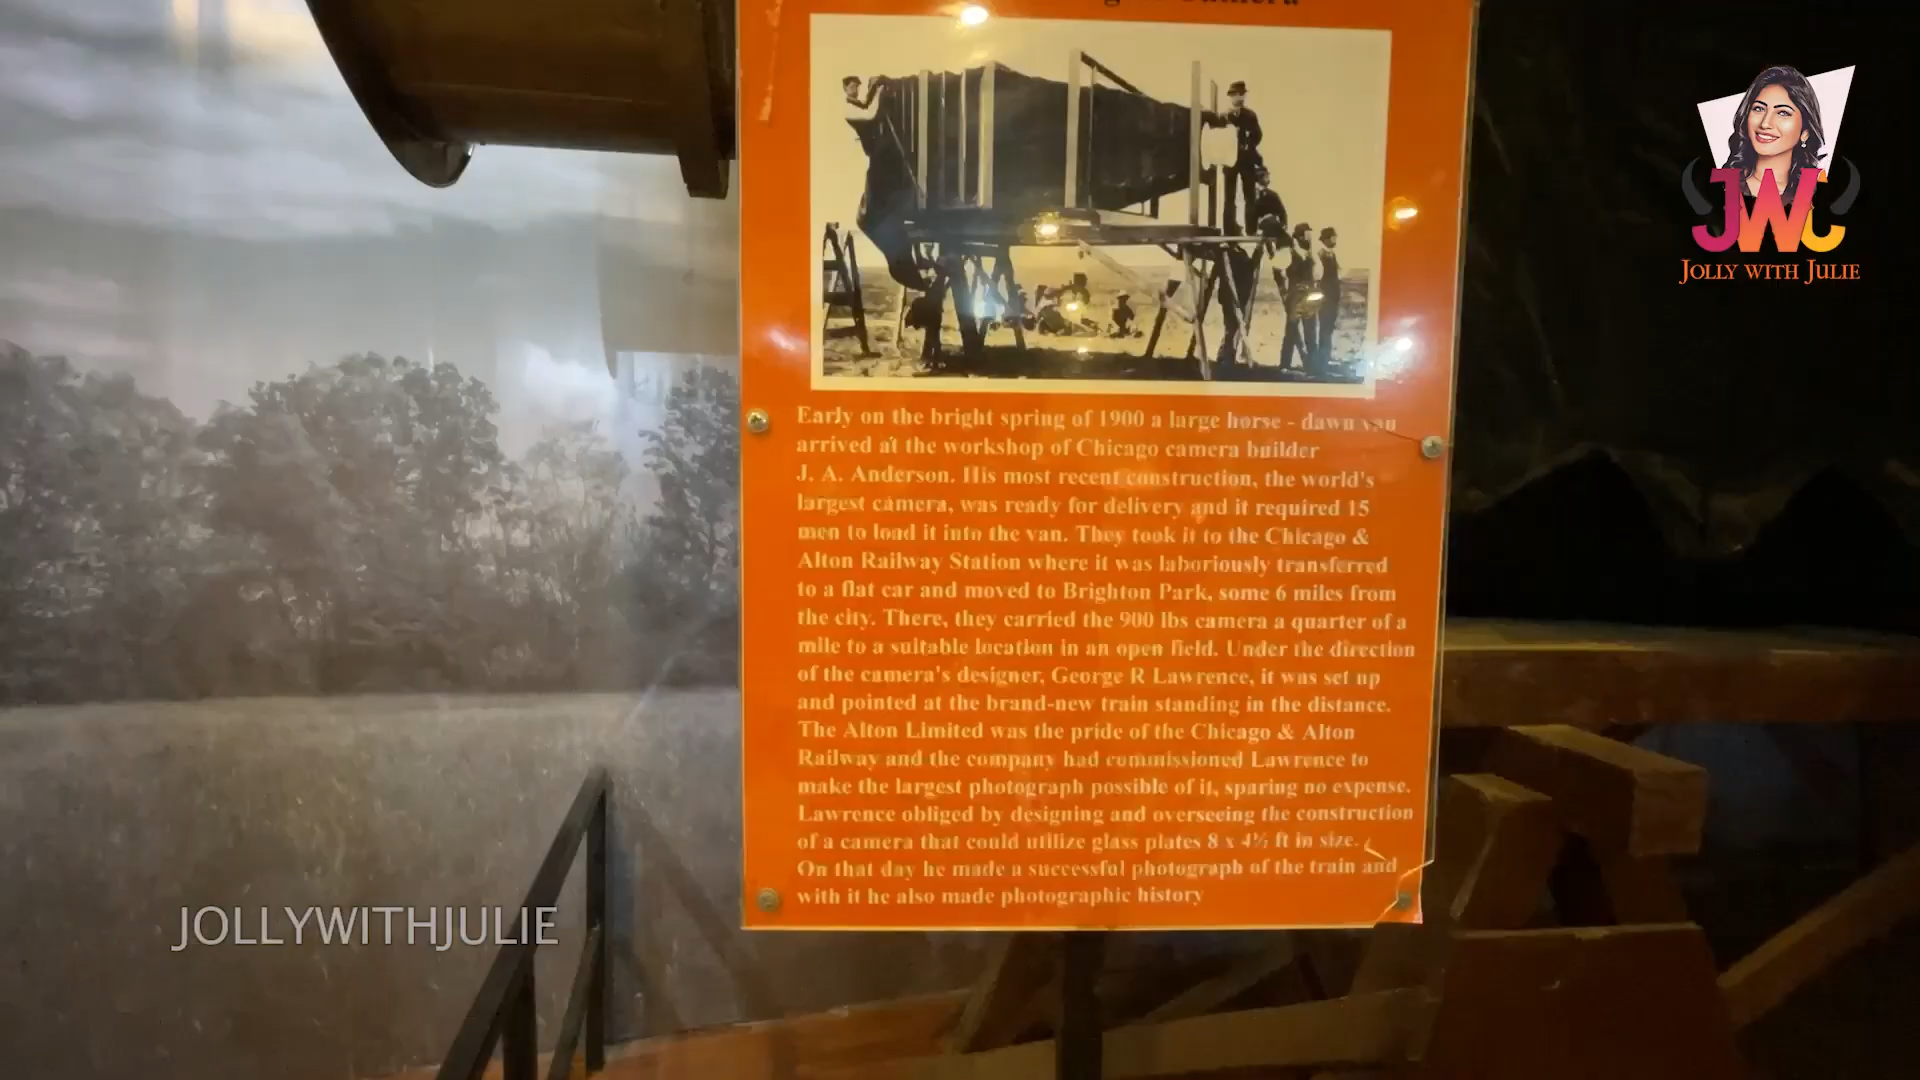 Early on the bright spring of 1900 a large horse - dawn van
arrived at the workshop of Chicago camera builder
J. A. Anderson. His most recent construction, the world's
largest camera, was ready for delivery and it required 15
men to load it into the van. They took it to the Chicago &
Alton Railway Station where it was laboriously transferred
to a flat car and moved to Brighton Park, some 6 miles from
the city. There, they carried the 900 lbs camera a quarter of a
mile to a suitable location in an open field. Under the direction
of the camera's designer, George R Lawrence, it was set up
and pointed at the brand-new train standing in the distance.
The Alton Limited was the pride of the Chicago & Alton
Railway and the company had commissioned Lawrence to
make the largest photograph possible of it, sparing no expense.
Lawrence obliged by designing and overseeing the construction
of a camera that could utilize glass plates 8 x 4½ ft in size.
On that day he made a successful photograph of the train and
with it he also made photographic history
JWJ
JOLLY WITH JULIE
JOLLYWITHJULIE